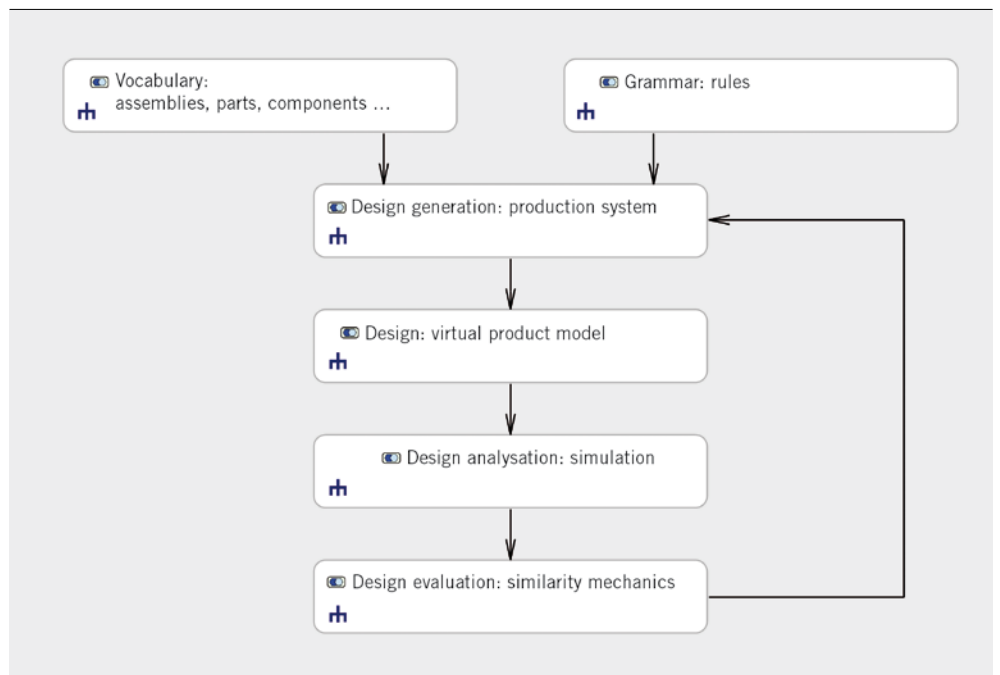 Vocabulary:
assemblies, parts, components ...
Grammar: rules
Design generation: production system
Design: virtual product model
Design analysation: simulation
Design evaluation: similarity mechanics